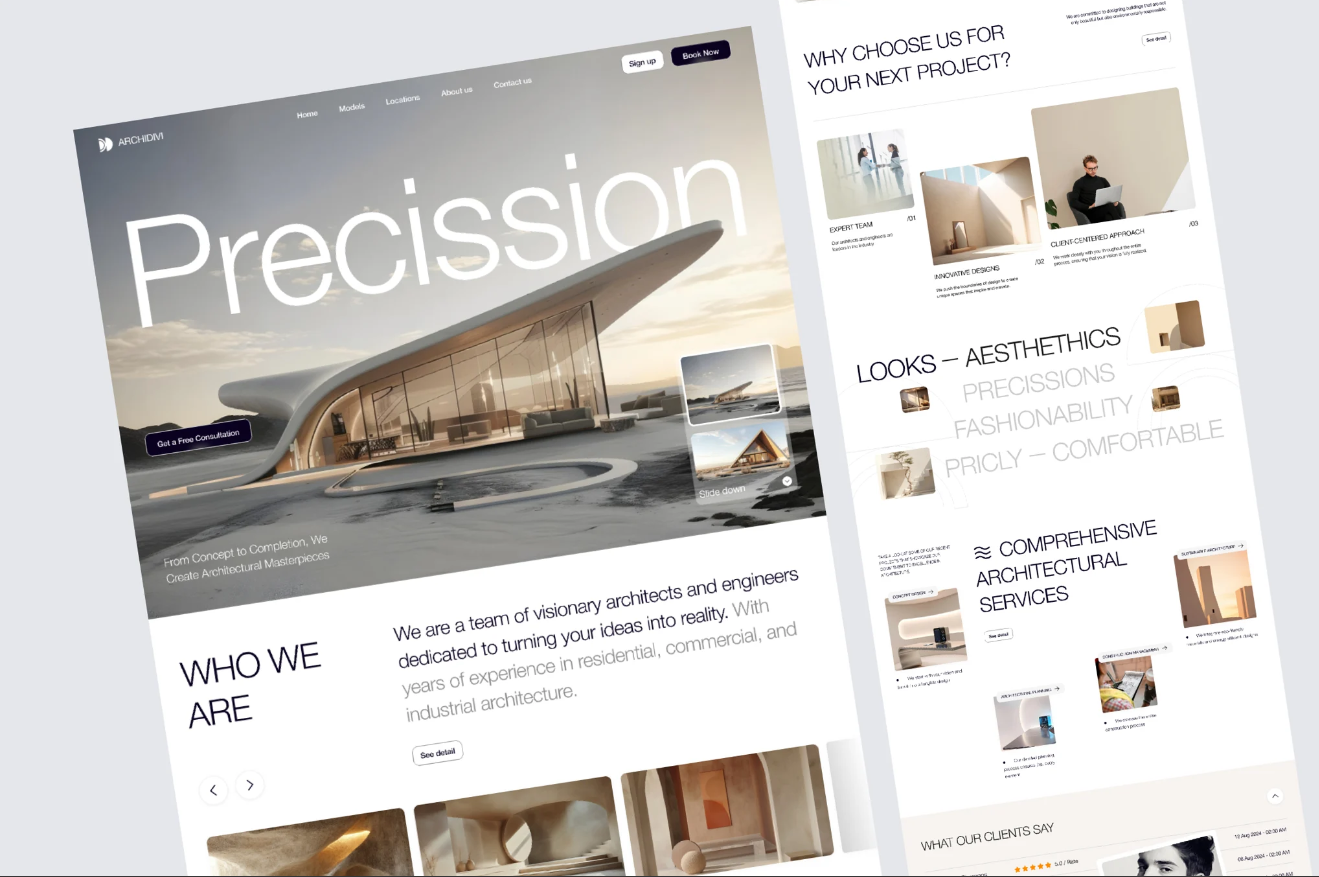 Sign up
Book Now
Home
Models
Locations
About us
Contact us
ARCHIDIVI
Precission
Get a Free Consultation
Slide down
From Concept to Completion, We
Create Architectural Masterpieces
WHO WE
ARE
We are a team of visionary architects and engineers
dedicated to turning your ideas into reality. With
years of experience in residential, commercial, and
industrial architecture.
See detail
We are committed to designing buildings that are not
only beautiful but also environmentally responsible.
See detail
WHY CHOOSE US FOR
YOUR NEXT PROJECT?
EXPERT TEAM
/01
Our architects and engineers are
leaders in the industry
INNOVATIVE DESIGNS
/02
We push the boundaries of design to create
unique spaces that inspire and innovate.
CLIENT-CENTERED APPROACH
/03
We work closely with you throughout the entire
process, ensuring that your vision is fully realized.
LOOKS – AESTHETHICS
PRECISSIONS
FASHIONABILITY
PRICLY – COMFORTABLE
COMPREHENSIVE
ARCHITECTURAL
SERVICES
See detail
CONCEPT DESIGN
SUSTAINABLE ARCHITECTURE
CONSTRUCTION MANAGEMENT
ARCHITECTURAL PLANNING
construction process
WHAT OUR CLIENTS SAY
5.0 / Rate
12 Aug 2024 - 02:00 AM
08 Aug 2024 - 02:00 AM